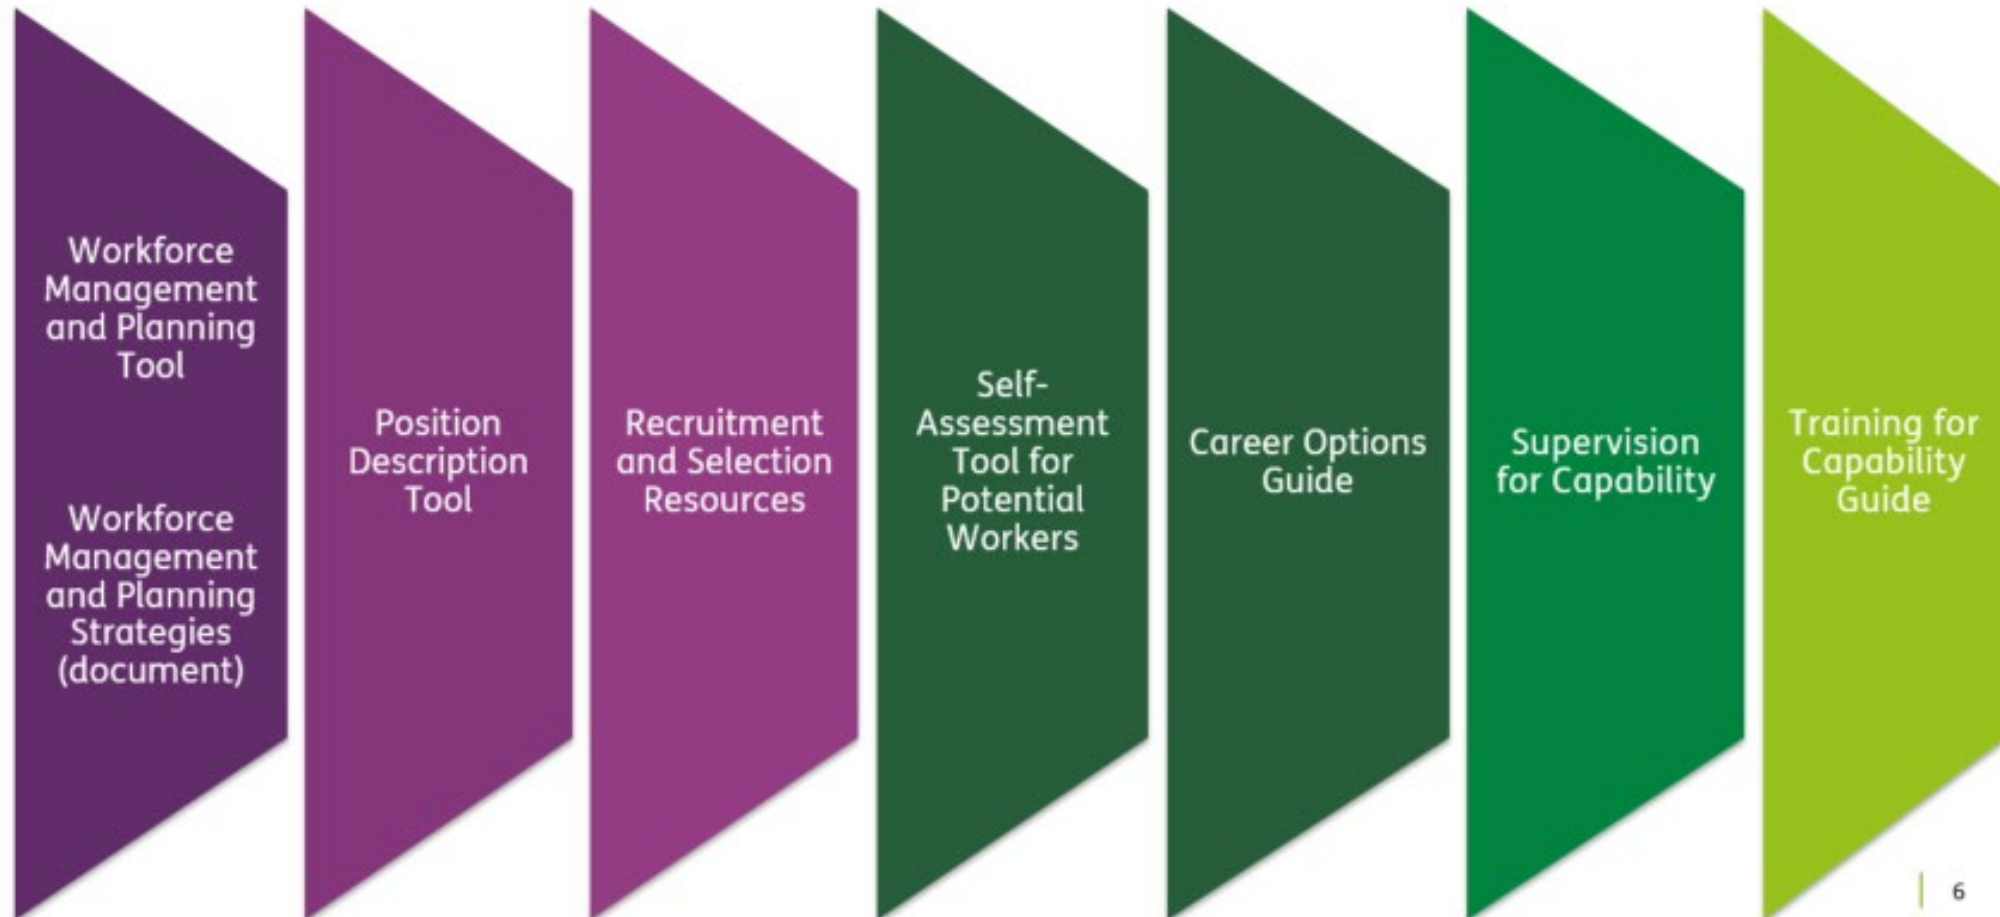 Workforce
Management
and Planning
Tool
Workforce
Management
and Planning
Strategies
(document)
Position
Description
Tool
Recruitment
and Selection
Resources
Self-
Assessment
Tool for
Potential
Workers
Career Options
Guide
Supervision
for Capability
Training for
Capability
Guide
6